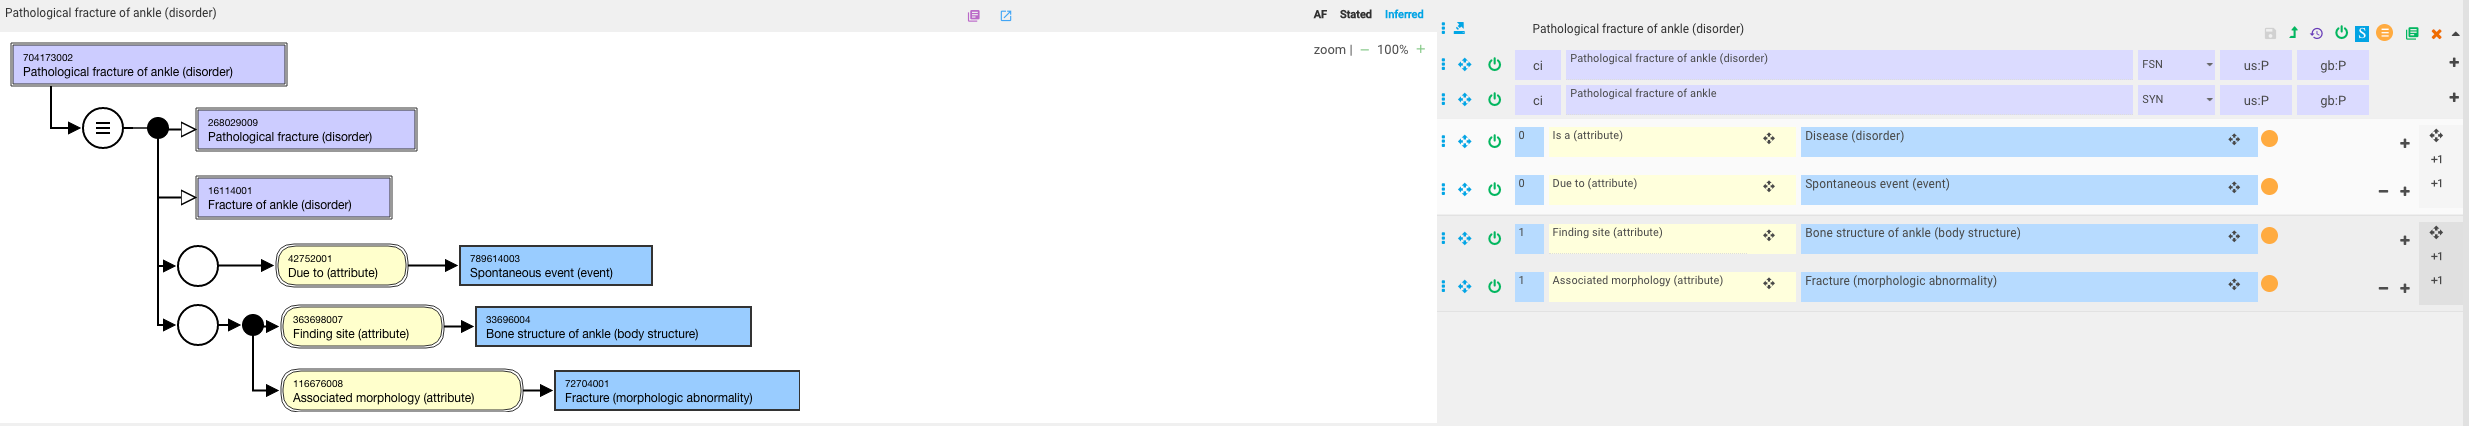 Pathological fracture of ankle (disorder)
AF Stated Inferred
zoom | − 100% +
704173002
Pathological fracture of ankle (disorder)
268029009
Pathological fracture (disorder)
16114001
Fracture of ankle (disorder)
42752001
Due to (attribute)
789614003
Spontaneous event (event)
363698007
Finding site (attribute)
33696004
Bone structure of ankle (body structure)
116676008
Associated morphology (attribute)
72704001
Fracture (morphologic abnormality)
Pathological fracture of ankle (disorder)
S
ci Pathological fracture of ankle (disorder) FSN us:P gb:P
ci Pathological fracture of ankle SYN us:P gb:P
0 Is a (attribute) Disease (disorder)
+1
0 Due to (attribute) Spontaneous event (event) +1
1 Finding site (attribute) Bone structure of ankle (body structure)
+1
1 Associated morphology (attribute) Fracture (morphologic abnormality) +1